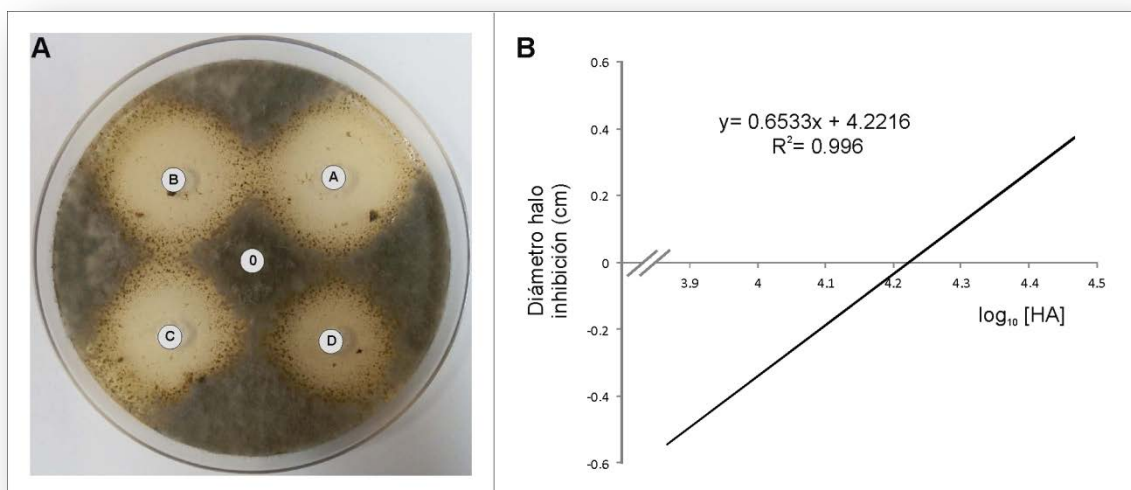 A
B
A
0
C
D
B
0.6
0.4
0.2
0
-0.2
-0.4
-0.6
3.9
4
4.1
4.2
4.3
4.4
4.5
y= 0.6533x + 4.2216
R²= 0.996
Diámetro halo
inhibición (cm)
log₁₀ [HA]